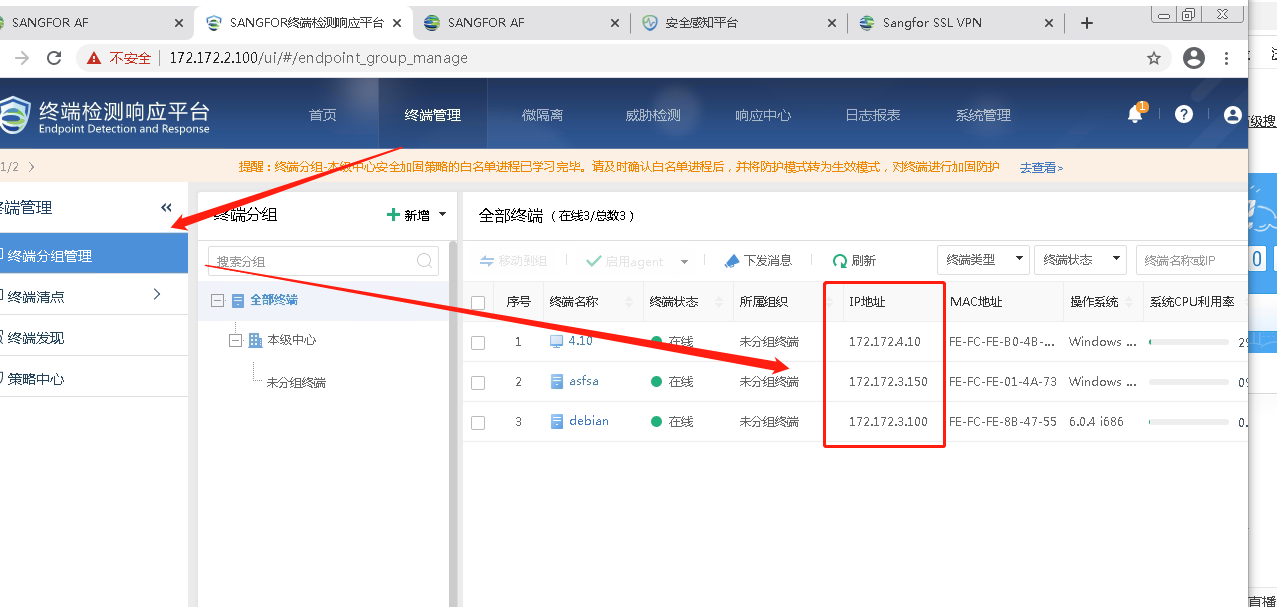 SANGFOR AF
SANGFOR终端检测响应平台
SANGFOR AF
安全感知平台
Sangfor SSL VPN
不安全
172.172.2.100/ui/#/endpoint_group_manage
终端检测响应平台
Endpoint Detection and Response
首页
终端管理
微隔离
威胁检测
响应中心
日志报表
系统管理
1
级搜
1/2
提醒：终端分组-本级中心安全加固策略的白名单进程已学习完毕。请及时确认白名单进程后，并将防护模式转为生效模式，对终端进行加固防护
去查看»
终端管理
«
终端分组管理
终端清点
终端发现
策略中心
终端分组
新增
搜索分组
全部终端
本级中心
未分组终端
全部终端（在线3/总数3）
移动到组
启用agent
下发消息
刷新
终端类型
终端状态
终端名称或IP
0
序号 终端名称 终端状态 所属组织 IP地址 MAC地址 操作系统 系统CPU利用率
1 4.10 在线 未分组终端 172.172.4.10 FE-FC-FE-B0-4B-... Windows ... 2
2 asfsa 在线 未分组终端 172.172.3.150 FE-FC-FE-01-4A-73 Windows ... 0
3 debian 在线 未分组终端 172.172.3.100 FE-FC-FE-8B-47-55 6.0.4 i686 0.
直播